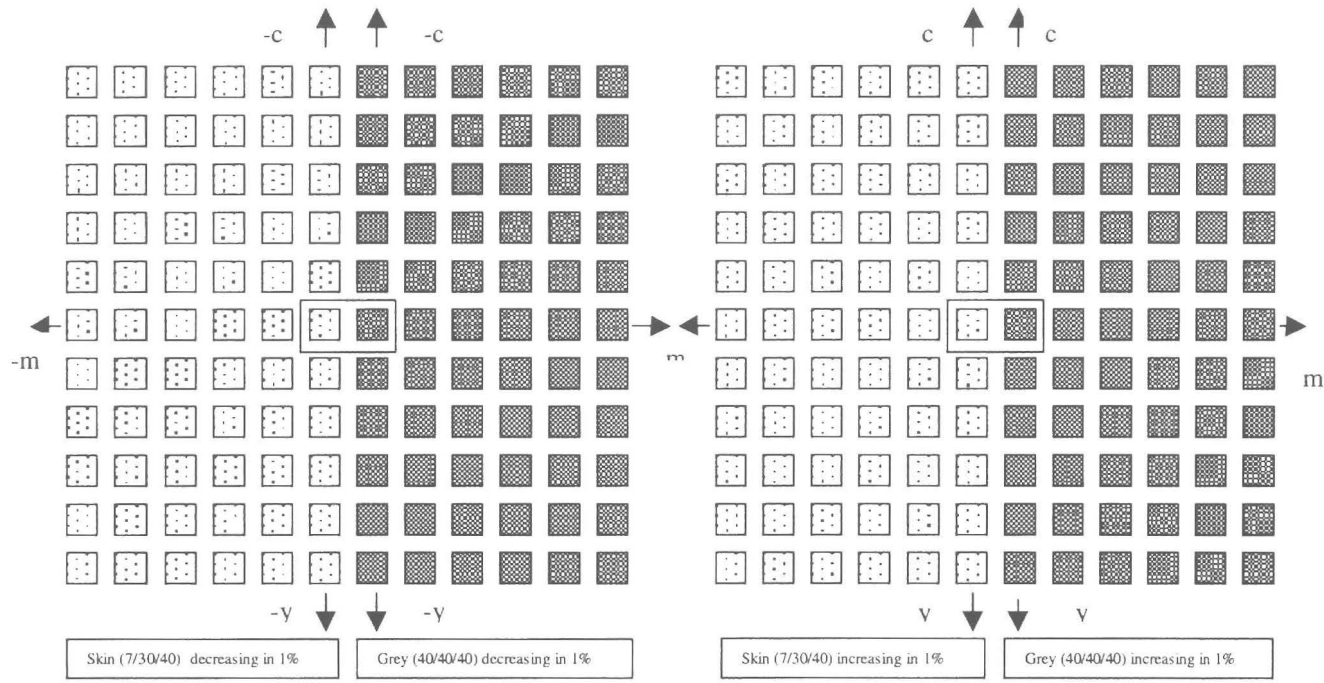 -c -c c c
-m m m
-y -y y y
Skin (7/30/40) decreasing in 1% Grey (40/40/40) decreasing in 1% Skin (7/30/40) increasing in 1% Grey (40/40/40) increasing in 1%